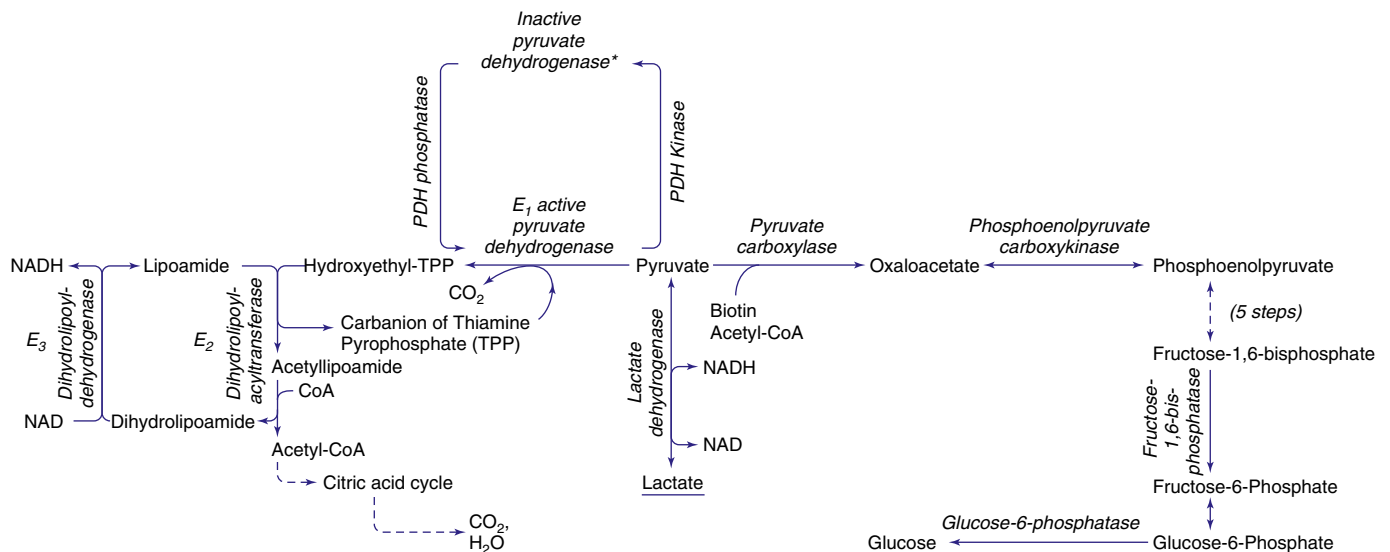 Inactive
pyruvate
dehydrogenase*
PDH phosphatase
PDH Kinase
E1 active
pyruvate
dehydrogenase
Pyruvate
carboxylase
Phosphoenolpyruvate
carboxykinase
NADH
Lipoamide
Hydroxyethyl-TPP
Pyruvate
Oxaloacetate
Phosphoenolpyruvate
CO2
Biotin
Acetyl-CoA
(5 steps)
E3
Dihydrolipoyl-
dehydrogenase
E2
Dihydrolipoyl-
acyltransferase
Carbanion of Thiamine
Pyrophosphate (TPP)
Lactate
dehydrogenase
Fructose-1,6-bisphosphate
Acetyllipoamide
NADH
CoA
Fructose-
1,6-bis-
phosphatase
NAD
Dihydrolipoamide
NAD
Acetyl-CoA
Citric acid cycle
Lactate
Fructose-6-Phosphate
CO2,
H2O
Glucose-6-phosphatase
Glucose
Glucose-6-Phosphate